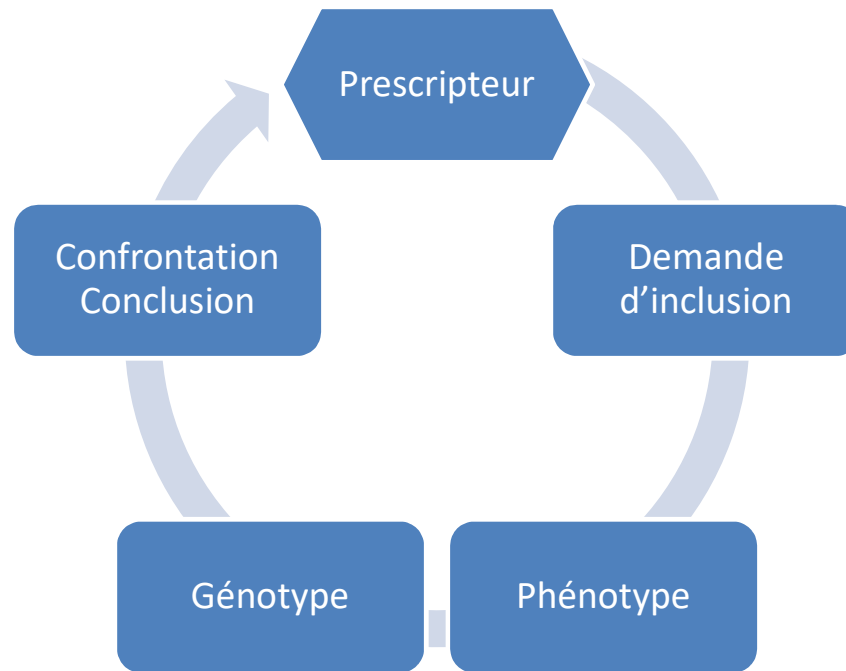 Prescripteur
Demande
d’inclusion
Phénotype
Génotype
Confrontation
Conclusion